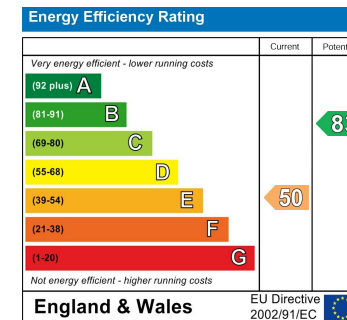 Energy Efficiency Rating
Current
Very energy efficient - lower running costs
(92 plus) A
(81-91) B
(69-80) C
(55-68) D
(39-54) E
50
(21-38) F
(1-20) G
Not energy efficient - higher running costs
England & Wales
EU Directive
2002/91/EC